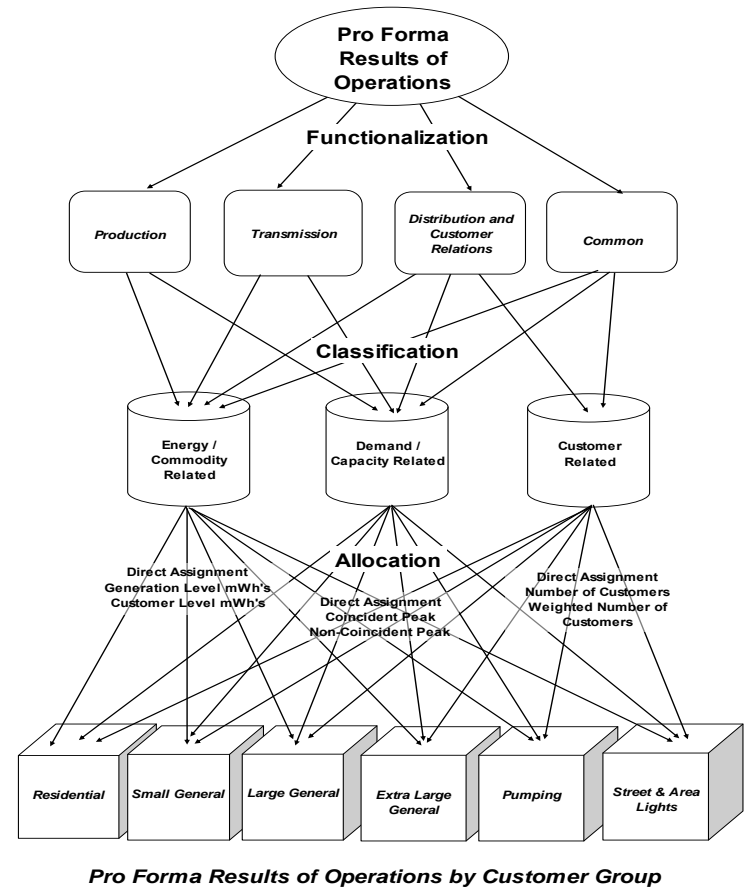 Pro Forma
Results of
Operations
Functionalization
Production
Transmission
Distribution and
Customer
Relations
Common
Classification
Energy /
Commodity
Related
Demand /
Capacity Related
Customer
Related
Allocation
Direct Assignment
Generation Level mWh's
Customer Level mWh's
Direct Assignment
Coincident Peak
Non-Coincident Peak
Direct Assignment
Number of Customers
Weighted Number of
Customers
Residential
Small General
Large General
Extra Large
General
Pumping
Street & Area
Lights
Pro Forma Results of Operations by Customer Group